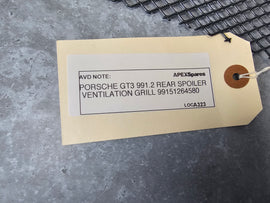 AVD NOTE: APEXSpares
PORSCHE GT3 991.2 REAR SPOILER
VENTILATION GRILL 99151264580
LOCA323